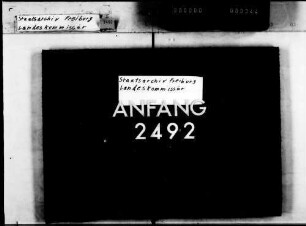 Staatsarchiv Freiburg
Landeskommissär
Staatsarchiv Freiburg
Landeskommissär
ANFANG
2492